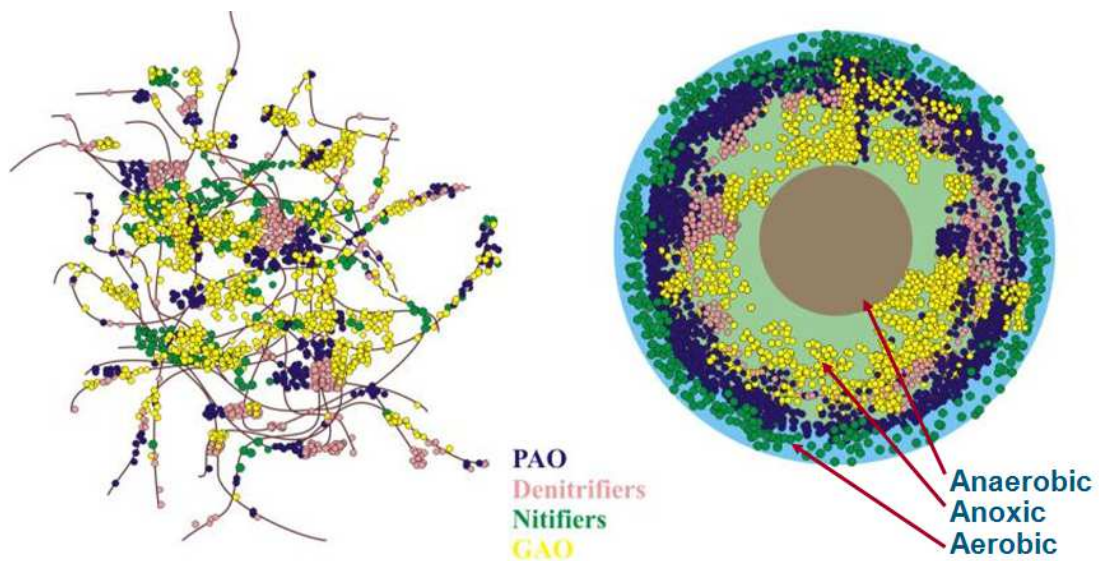 PAO
Denitrifiers
Nitifiers
GAO
Anaerobic
Anoxic
Aerobic